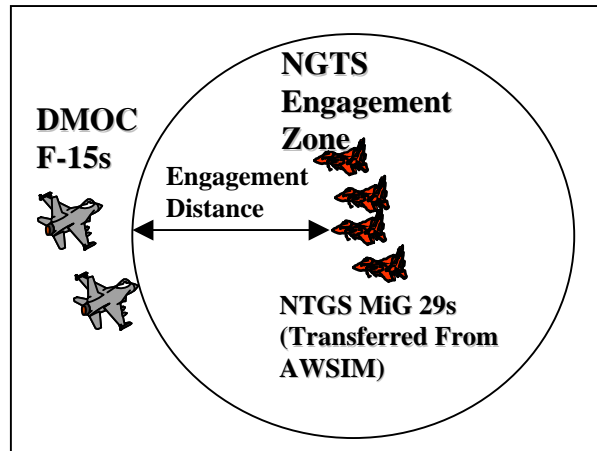 NGTS
Engagement
Zone
DMOC
F-15s
Engagement
Distance
NTGS MiG 29s
(Transferred From
AWSIM)